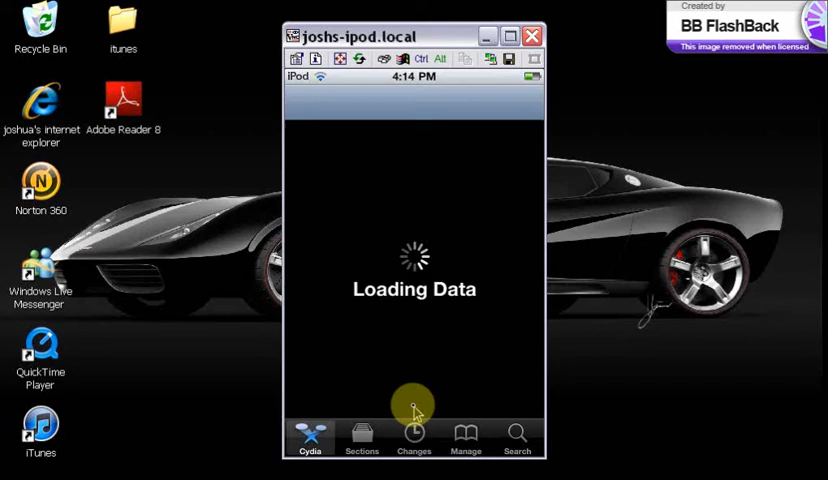 Recycle Bin
itunes
joshua's internet
explorer
Adobe Reader 8
N
Norton 360
Windows Live
Messenger
QuickTime
Player
iTunes
joshs-ipod.local
Ctrl
Alt
iPod
4:14 PM
Loading Data
Cydia
Sections
Changes
Manage
Search
Created by
BB FlashBack
This image removed when licensed